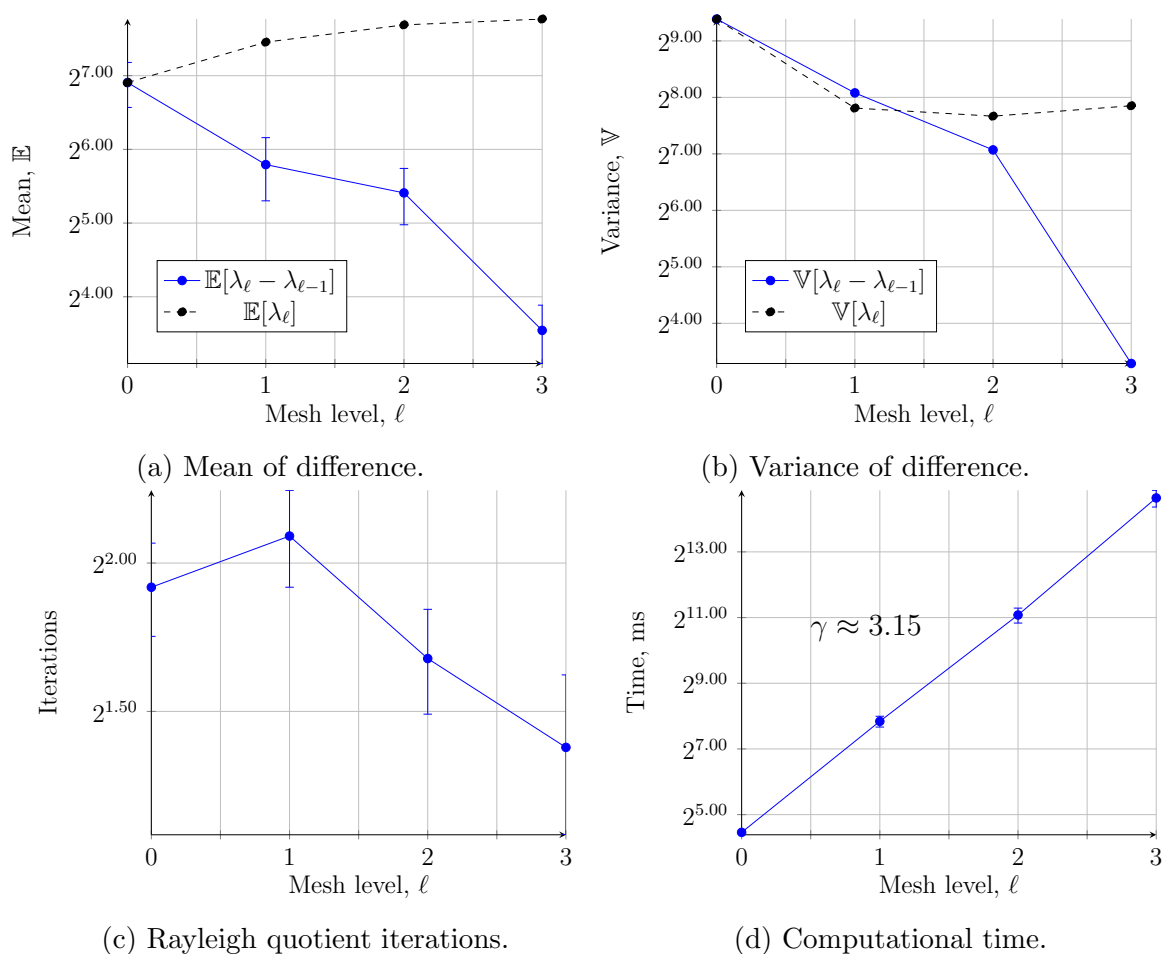 Mean, 𝔼
2^7.00
2^6.00
2^5.00
2^4.00
𝔼[λ_ℓ − λ_{ℓ−1}]
𝔼[λ_ℓ]
0 1 2 3
Mesh level, ℓ
(a) Mean of difference.
Variance, 𝕍
2^9.00
2^8.00
2^7.00
2^6.00
2^5.00
2^4.00
𝕍[λ_ℓ − λ_{ℓ−1}]
𝕍[λ_ℓ]
0 1 2 3
Mesh level, ℓ
(b) Variance of difference.
Iterations
2^2.00
2^1.50
0 1 2 3
Mesh level, ℓ
(c) Rayleigh quotient iterations.
Time, ms
2^13.00
2^11.00
2^9.00
2^7.00
2^5.00
γ ≈ 3.15
0 1 2 3
Mesh level, ℓ
(d) Computational time.